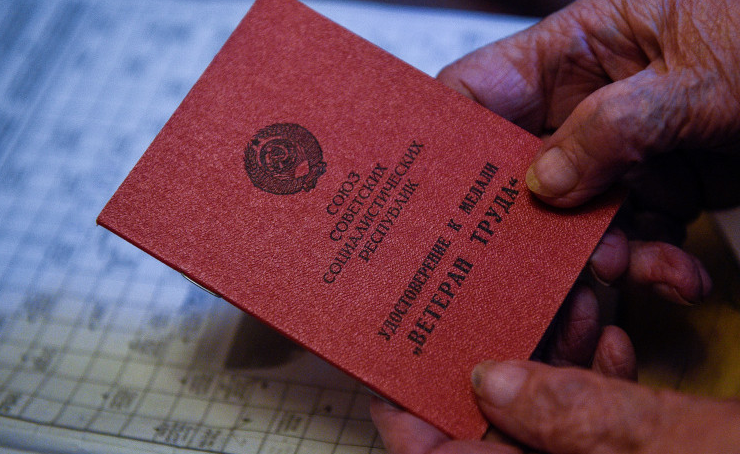 СОЮЗ
СОВЕТСКИХ
СОЦИАЛИСТИЧЕСКИХ
РЕСПУБЛИК
УДОСТОВЕРЕНИЕ К МЕДАЛИ
„ВЕТЕРАН ТРУДА“